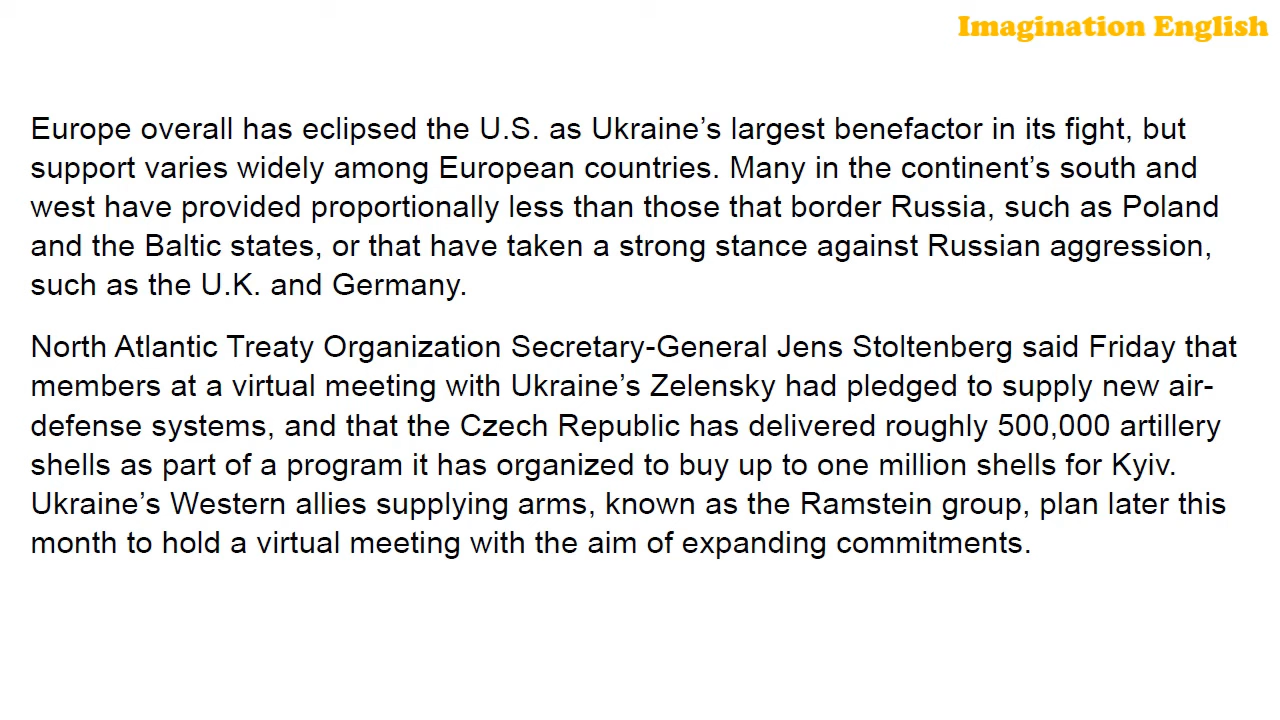 Imagination English
Europe overall has eclipsed the U.S. as Ukraine’s largest benefactor in its fight, but
support varies widely among European countries. Many in the continent’s south and
west have provided proportionally less than those that border Russia, such as Poland
and the Baltic states, or that have taken a strong stance against Russian aggression,
such as the U.K. and Germany.
North Atlantic Treaty Organization Secretary-General Jens Stoltenberg said Friday that
members at a virtual meeting with Ukraine’s Zelensky had pledged to supply new air-
defense systems, and that the Czech Republic has delivered roughly 500,000 artillery
shells as part of a program it has organized to buy up to one million shells for Kyiv.
Ukraine’s Western allies supplying arms, known as the Ramstein group, plan later this
month to hold a virtual meeting with the aim of expanding commitments.